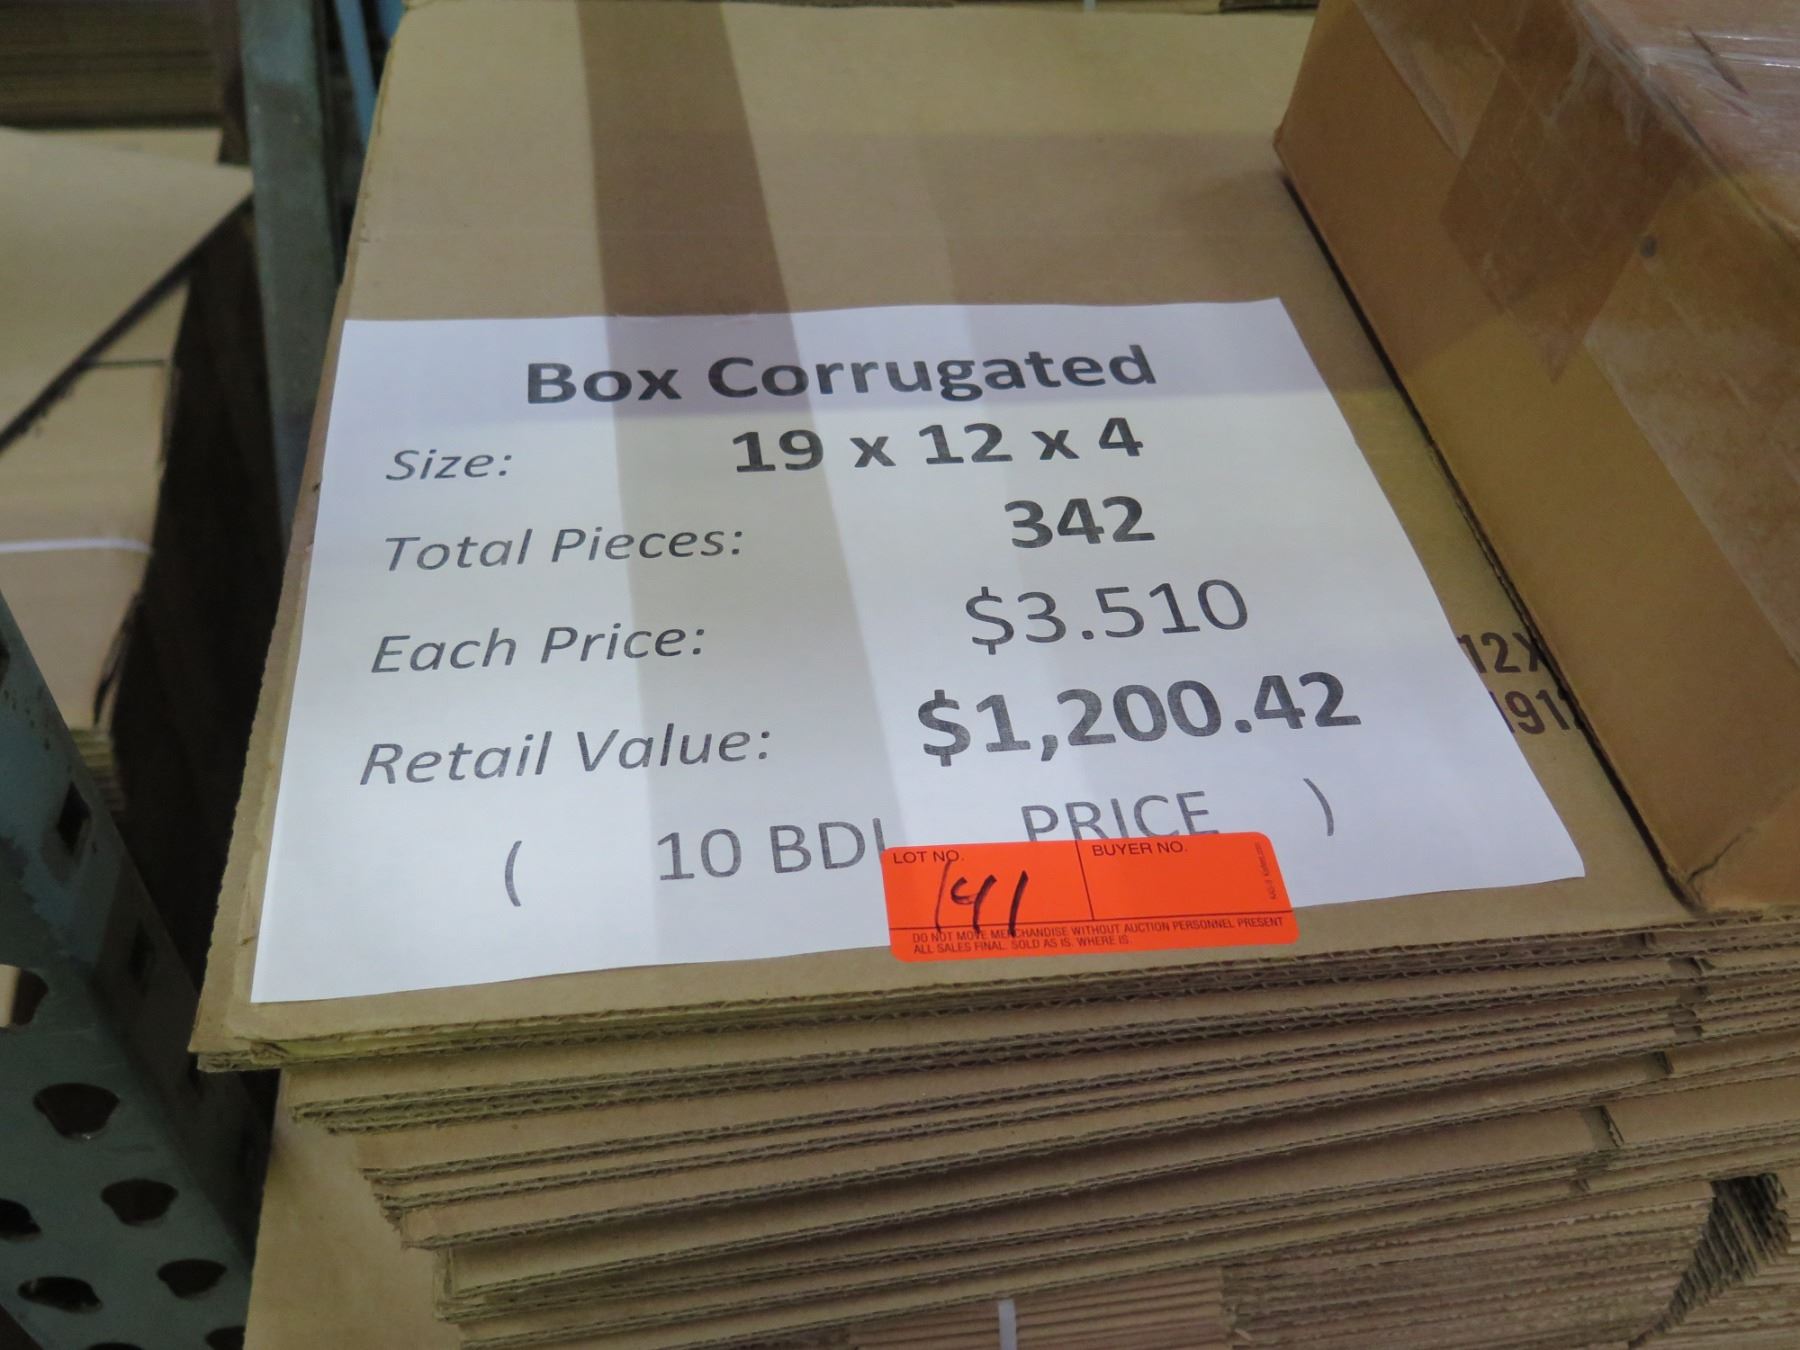 Box Corrugated
Size: 19 x 12 x 4
Total Pieces: 342
Each Price: $3.510
Retail Value: $1,200.42
( 10 BDL PRICE )
12X
1912
LOT NO. BUYER NO.
141
DO NOT MOVE MERCHANDISE WITHOUT AUCTION PERSONNEL PRESENT
ALL SALES FINAL. SOLD AS IS. WHERE IS.